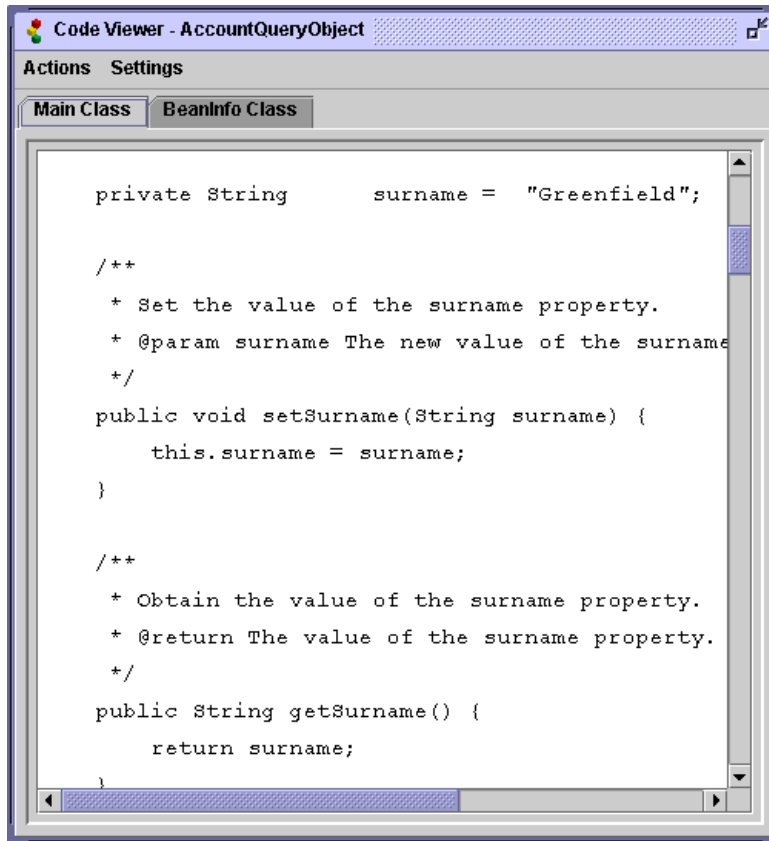 Code Viewer - AccountQueryObject
Actions Settings
Main Class BeanInfo Class
private String surname = "Greenfield";
/**
* Set the value of the surname property.
* @param surname The new value of the surname
*/
public void setSurname(String surname) {
this.surname = surname;
}
/**
* Obtain the value of the surname property.
* @return The value of the surname property.
*/
public String getSurname() {
return surname;
}